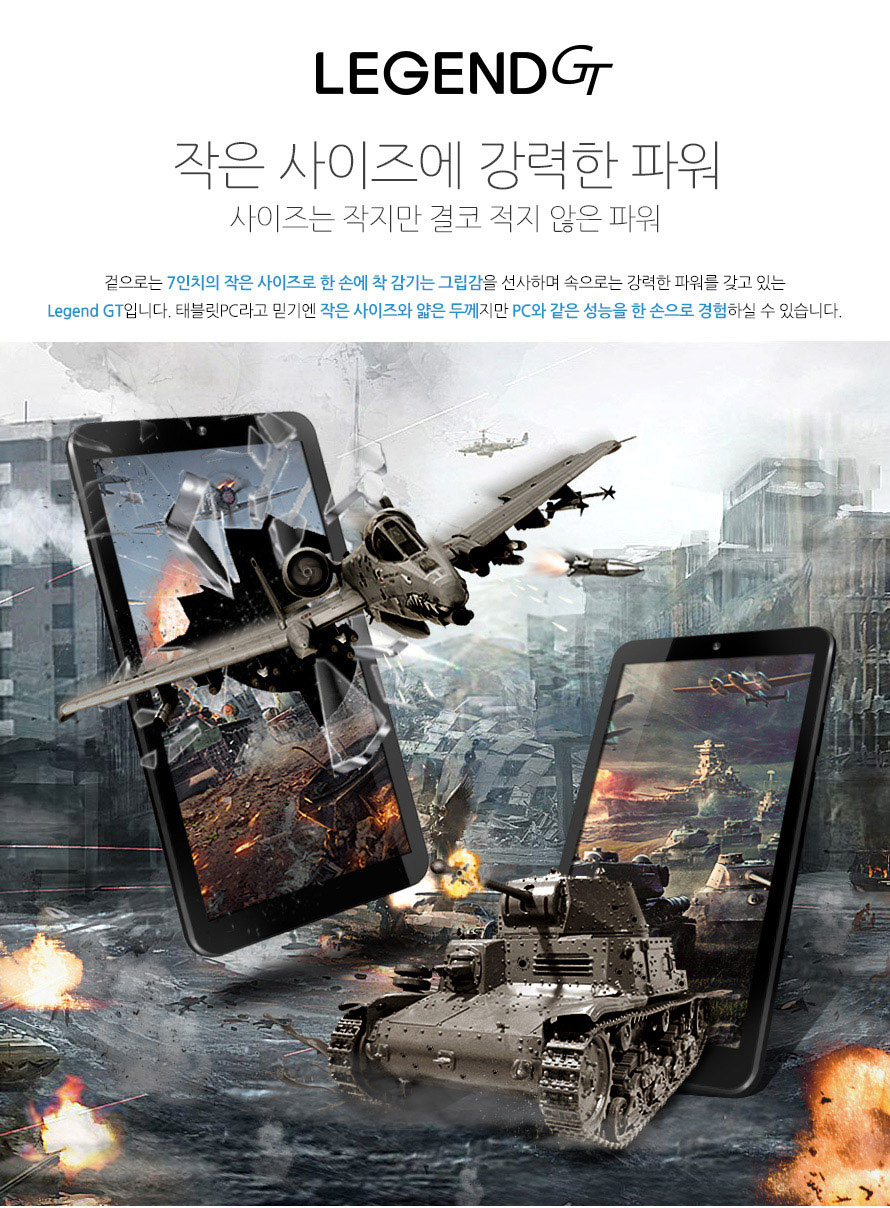 LEGEND GT
작은 사이즈에 강력한 파워
사이즈는 작지만 결코 적지 않은 파워
겉으로는 7인치의 작은 사이즈로 한 손에 착 감기는 그립감을 선사하며 속으로는 강력한 파워를 갖고 있는
Legend GT입니다. 태블릿PC라고 믿기엔 작은 사이즈와 얇은 두께지만 PC와 같은 성능을 한 손으로 경험하실 수 있습니다.